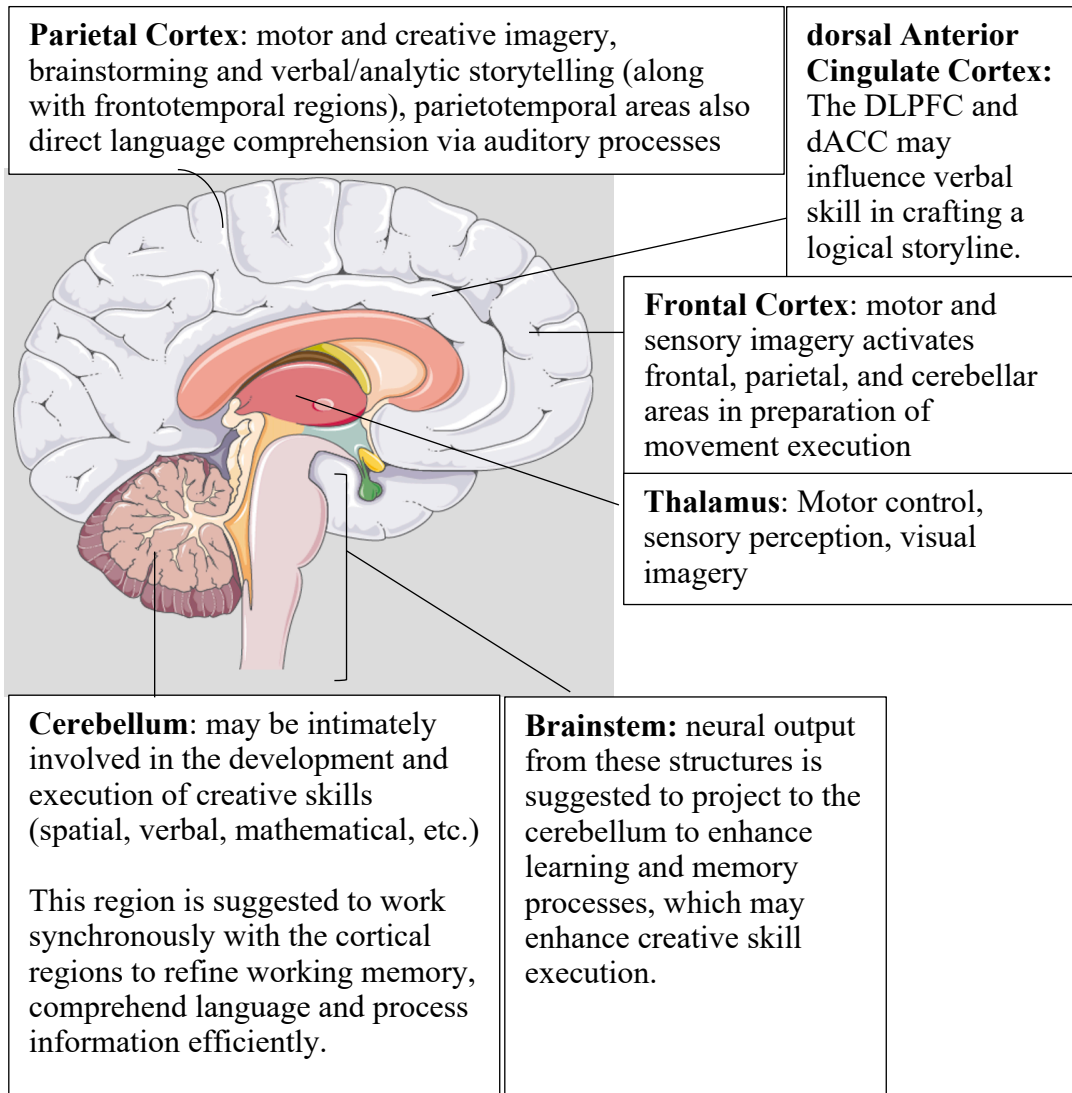 Parietal Cortex: motor and creative imagery,
brainstorming and verbal/analytic storytelling (along
with frontotemporal regions), parietotemporal areas also
direct language comprehension via auditory processes
dorsal Anterior
Cingulate Cortex:
The DLPFC and
dACC may
influence verbal
skill in crafting a
logical storyline.
Frontal Cortex: motor and
sensory imagery activates
frontal, parietal, and cerebellar
areas in preparation of
movement execution
Thalamus: Motor control,
sensory perception, visual
imagery
Cerebellum: may be intimately
involved in the development and
execution of creative skills
(spatial, verbal, mathematical, etc.)
This region is suggested to work
synchronously with the cortical
regions to refine working memory,
comprehend language and process
information efficiently.
Brainstem: neural output
from these structures is
suggested to project to the
cerebellum to enhance
learning and memory
processes, which may
enhance creative skill
execution.